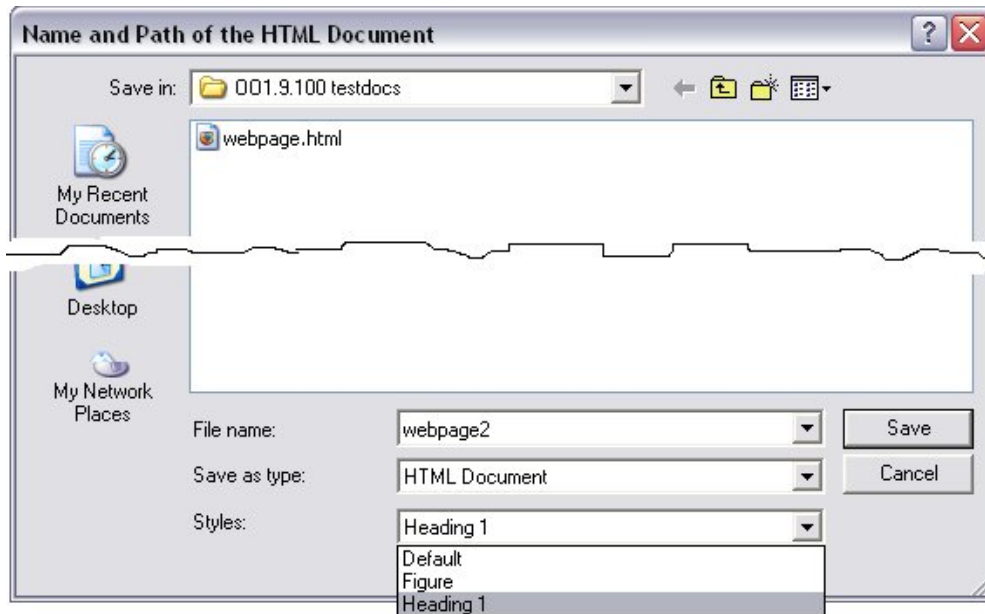 Name and Path of the HTML Document
?
Save in:
OO1.9.100 testdocs
webpage.html
My Recent
Documents
Desktop
My Network
Places
File name:
webpage2
Save
Save as type:
HTML Document
Cancel
Styles:
Heading 1
Default
Figure
Heading 1